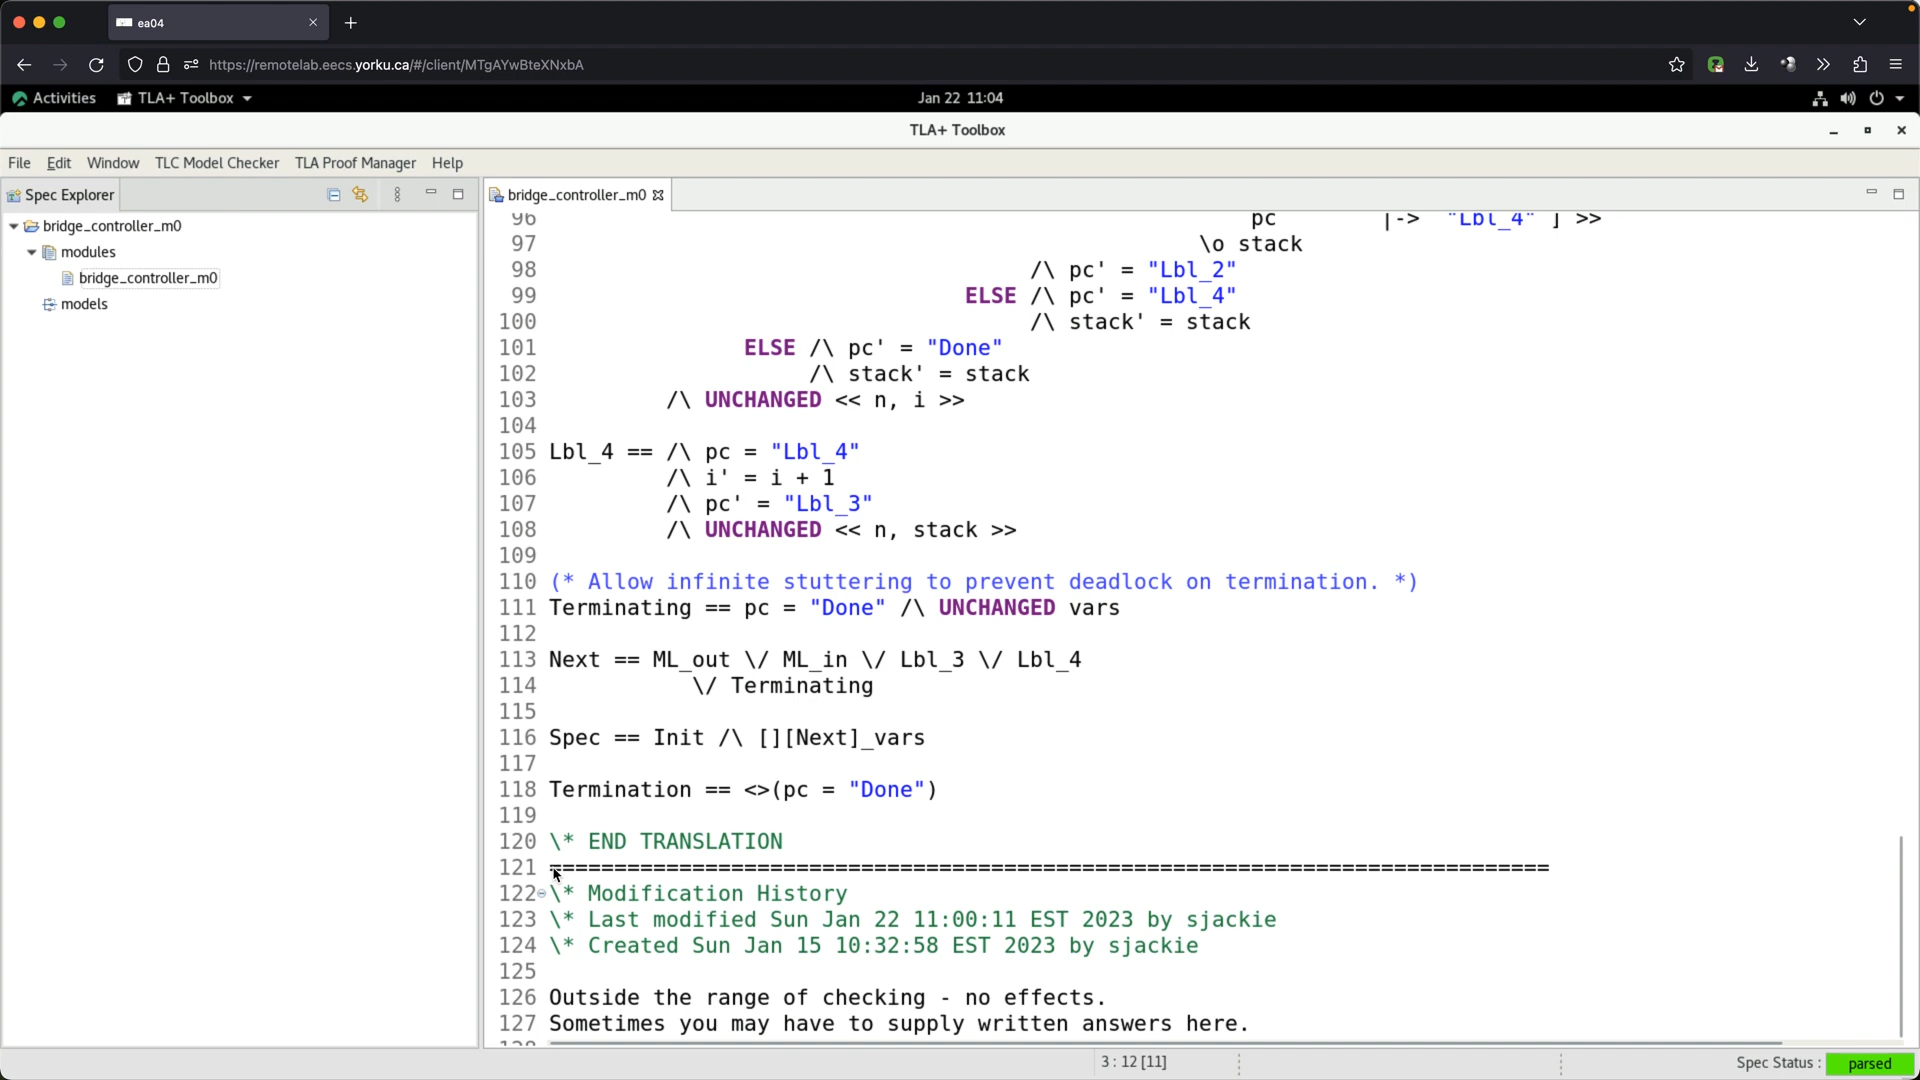 ea04
https://remotelab.eecs.yorku.ca/#/client/MTgAYwBteXNxbA
Activities TLA+ Toolbox Jan 22 11:04
TLA+ Toolbox
File Edit Window TLC Model Checker TLA Proof Manager Help
Spec Explorer
bridge_controller_m0
modules
bridge_controller_m0
models
bridge_controller_m0
96 pc |-> "Lbl_4" ] >>
97 \o stack
98 /\ pc' = "Lbl_2"
99 ELSE /\ pc' = "Lbl_4"
100 /\ stack' = stack
101 ELSE /\ pc' = "Done"
102 /\ stack' = stack
103 /\ UNCHANGED << n, i >>
104
105 Lbl_4 == /\ pc = "Lbl_4"
106 /\ i' = i + 1
107 /\ pc' = "Lbl_3"
108 /\ UNCHANGED << n, stack >>
109
110 (* Allow infinite stuttering to prevent deadlock on termination. *)
111 Terminating == pc = "Done" /\ UNCHANGED vars
112
113 Next == ML_out \/ ML_in \/ Lbl_3 \/ Lbl_4
114 \/ Terminating
115
116 Spec == Init /\ [][Next]_vars
117
118 Termination == <>(pc = "Done")
119
120 \* END TRANSLATION
121 =============================================================================
122 \* Modification History
123 \* Last modified Sun Jan 22 11:00:11 EST 2023 by sjackie
124 \* Created Sun Jan 15 10:32:58 EST 2023 by sjackie
125
126 Outside the range of checking - no effects.
127 Sometimes you may have to supply written answers here.
128
3 : 12 [11]
Spec Status : parsed